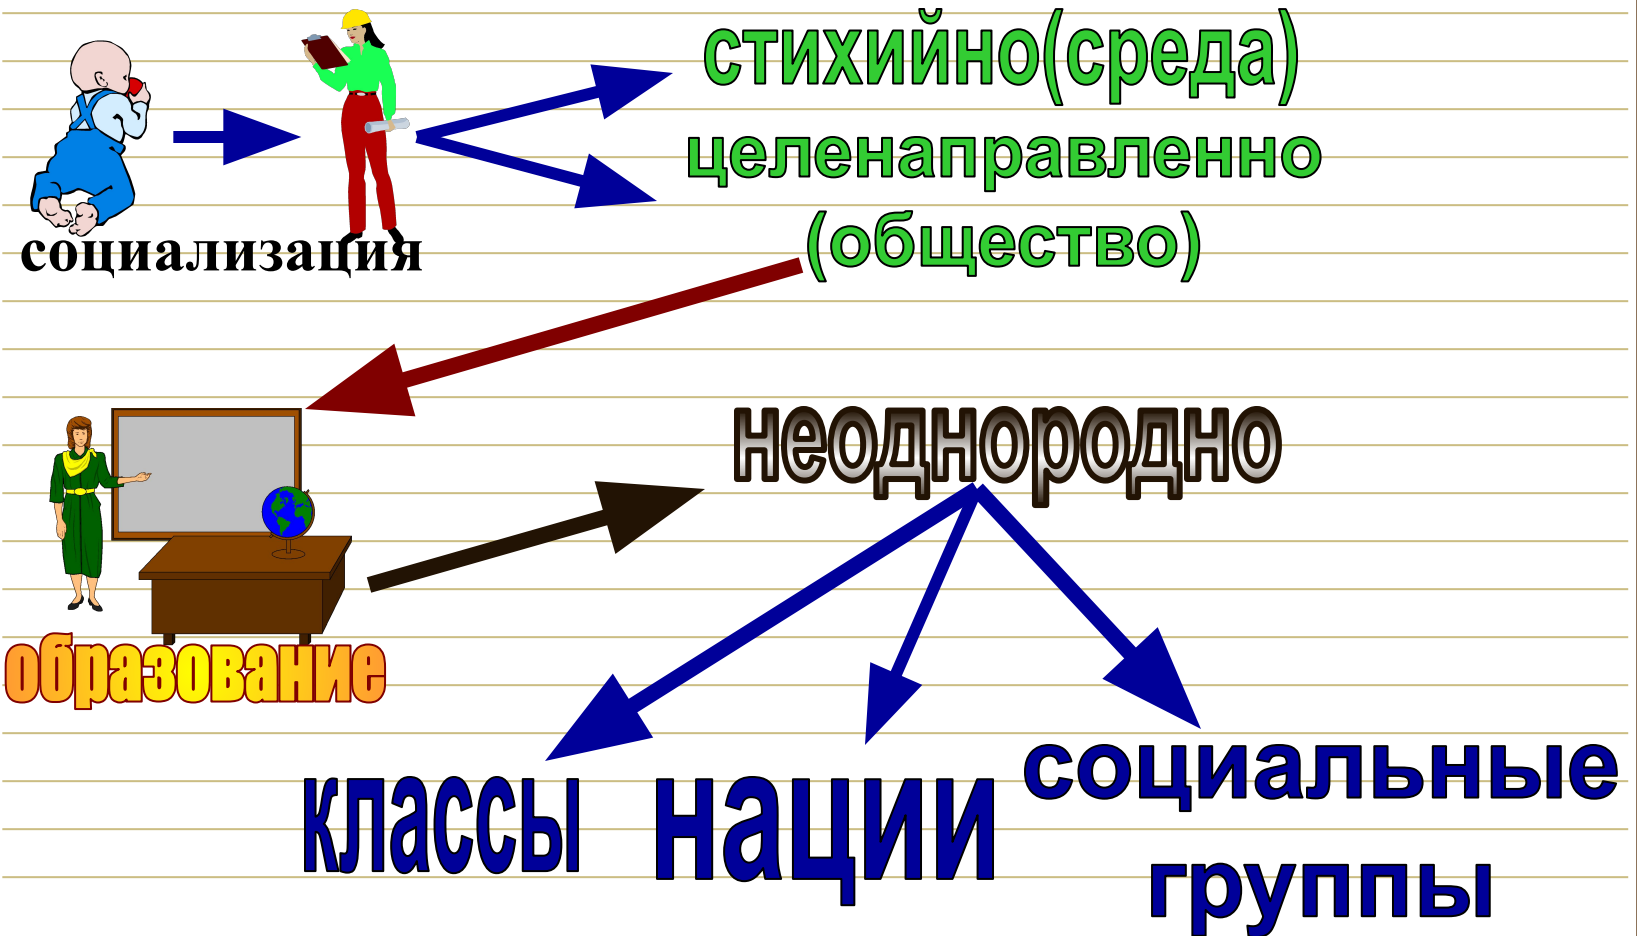 стихийно(среда)
целенаправленно
(общество)
социализация
неоднородно
образование
классы
нации
социальные
группы